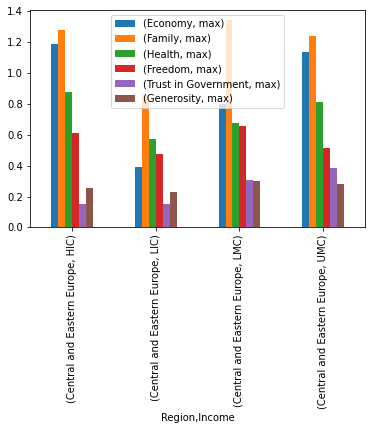 1.4
1.2
1.0
0.8
0.6
0.4
0.2
0.0
(Economy, max)
(Family, max)
(Health, max)
(Freedom, max)
(Trust in Government, max)
(Generosity, max)
(Central and Eastern Europe, HIC)
(Central and Eastern Europe, LIC)
(Central and Eastern Europe, LMC)
(Central and Eastern Europe, UMC)
Region,Income